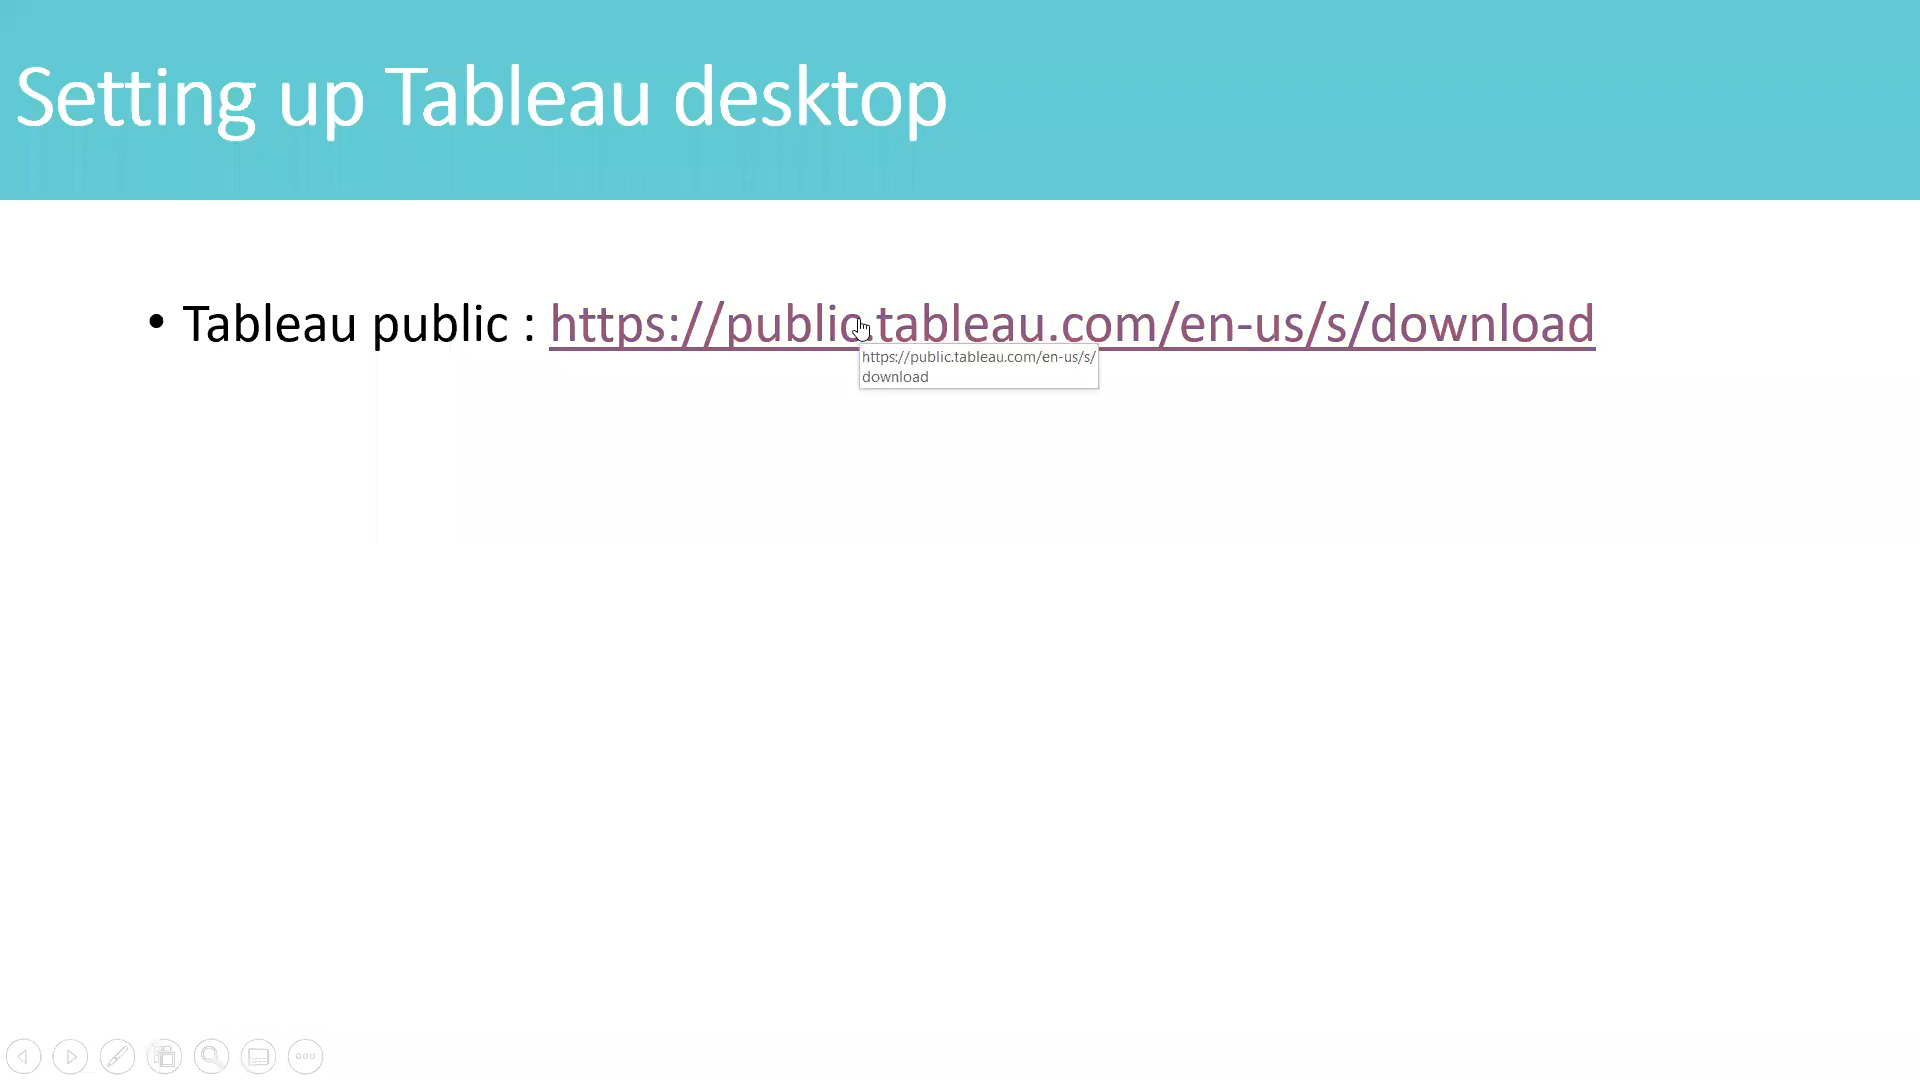 Setting up Tableau desktop
• Tableau public : https://public.tableau.com/en-us/s/download
https://public.tableau.com/en-us/s/
download